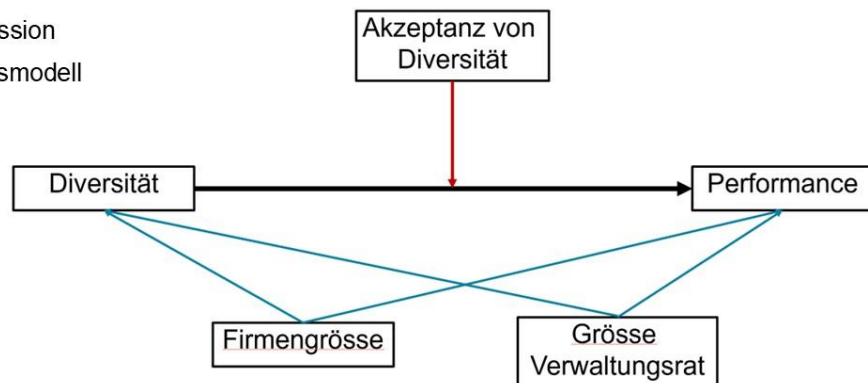 ssion
smodell
Akzeptanz von
Diversität
Diversität
Performance
Firmengrösse
Grösse
Verwaltungsrat